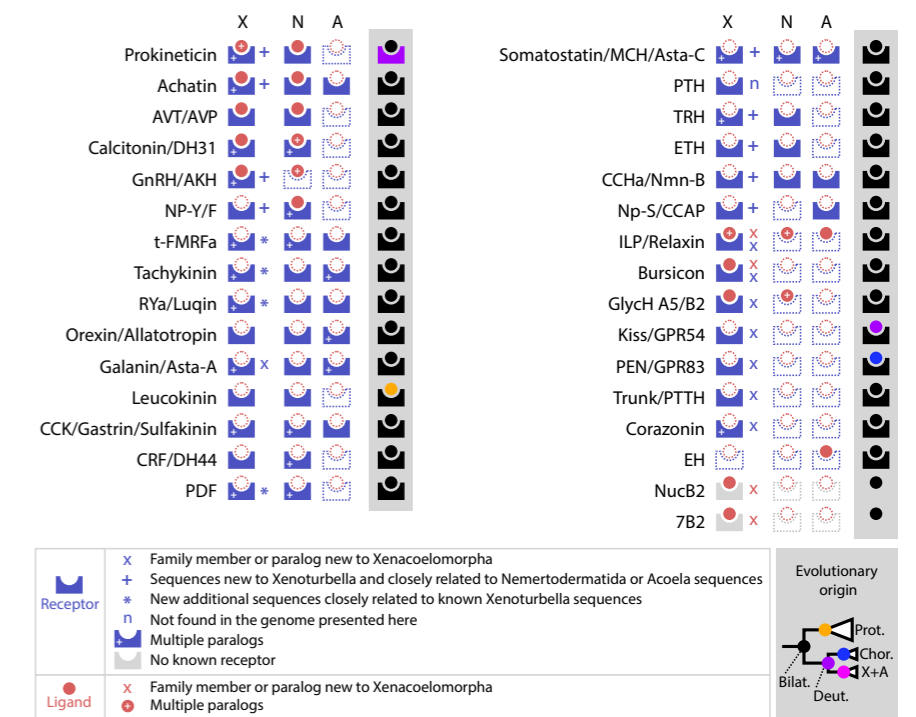 X N A
Prokineticin +
Achatin +
AVT/AVP
Calcitonin/DH31
GnRH/AKH +
NP-Y/F +
t-FMRFa *
Tachykinin *
RYa/Luqin *
Orexin/Allatotropin
Galanin/Asta-A x
Leucokinin
CCK/Gastrin/Sulfakinin
CRF/DH44
PDF *
X N A
Somatostatin/MCH/Asta-C +
PTH n
TRH +
ETH +
CCHa/Nmn-B +
Np-S/CCAP +
ILP/Relaxin x x
Bursicon x x
GlycH A5/B2 x
Kiss/GPR54 x
PEN/GPR83 x
Trunk/PTTH x
Corazonin x
EH
NucB2 x
7B2 x
Receptor
x Family member or paralog new to Xenacoelomorpha
+ Sequences new to Xenoturbella and closely related to Nemertodermatida or Acoela sequences
* New additional sequences closely related to known Xenoturbella sequences
n Not found in the genome presented here
+ Multiple paralogs
No known receptor
Ligand
x Family member or paralog new to Xenacoelomorpha
+ Multiple paralogs
Evolutionary
origin
Prot.
Chor.
X+A
Bilat.
Deut.